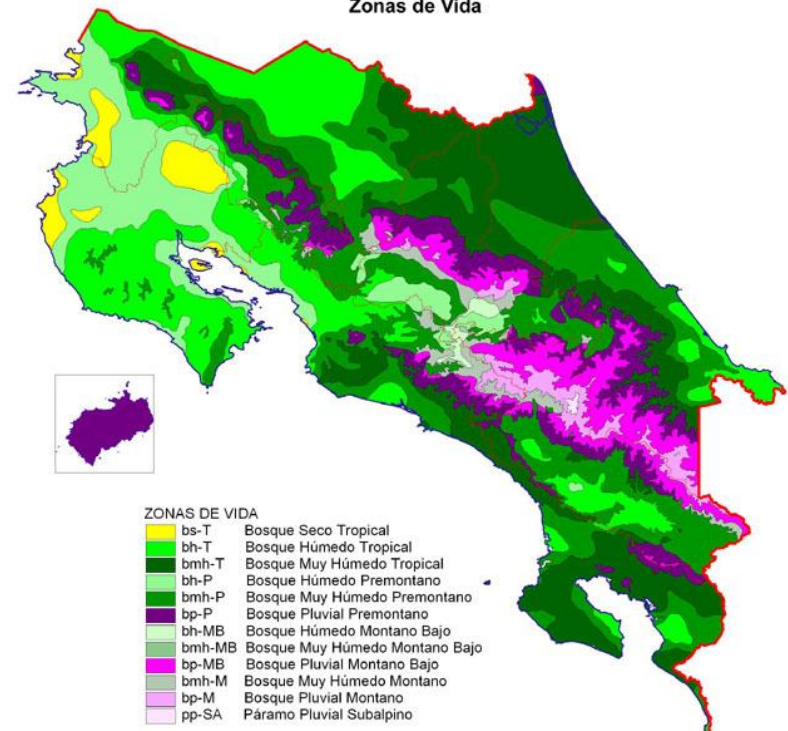 Zonas de Vida
ZONAS DE VIDA
bs-T Bosque Seco Tropical
bh-T Bosque Húmedo Tropical
bmh-T Bosque Muy Húmedo Tropical
bh-P Bosque Húmedo Premontano
bmh-P Bosque Muy Húmedo Premontano
bp-P Bosque Pluvial Premontano
bh-MB Bosque Húmedo Montano Bajo
bmh-MB Bosque Muy Húmedo Montano Bajo
bp-MB Bosque Pluvial Montano Bajo
bmh-M Bosque Muy Húmedo Montano
bp-M Bosque Pluvial Montano
pp-SA Páramo Pluvial Subalpino